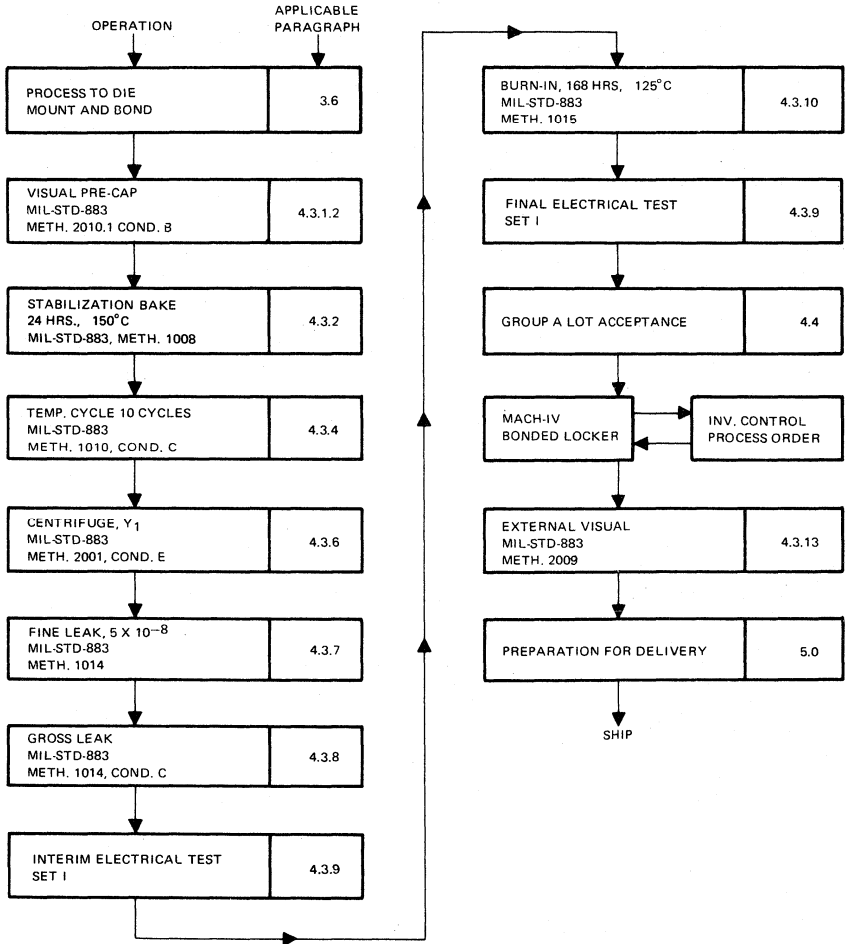 OPERATION
APPLICABLE
PARAGRAPH
PROCESS TO DIE
MOUNT AND BOND
3.6
VISUAL PRE-CAP
MIL-STD-883
METH. 2010.1 COND. B
4.3.1.2
STABILIZATION BAKE
24 HRS., 150°C
MIL-STD-883, METH. 1008
4.3.2
TEMP. CYCLE 10 CYCLES
MIL-STD-883
METH. 1010, COND. C
4.3.4
CENTRIFUGE, Y₁
MIL-STD-883
METH. 2001, COND. E
4.3.6
FINE LEAK, 5 X 10⁻⁸
MIL-STD-883
METH. 1014
4.3.7
GROSS LEAK
MIL-STD-883
METH. 1014, COND. C
4.3.8
INTERIM ELECTRICAL TEST
SET I
4.3.9
BURN-IN, 168 HRS, 125°C
MIL-STD-883
METH. 1015
4.3.10
FINAL ELECTRICAL TEST
SET I
4.3.9
GROUP A LOT ACCEPTANCE
4.4
MACH-IV
BONDED LOCKER
INV. CONTROL
PROCESS ORDER
EXTERNAL VISUAL
MIL-STD-883
METH. 2009
4.3.13
PREPARATION FOR DELIVERY
5.0
SHIP